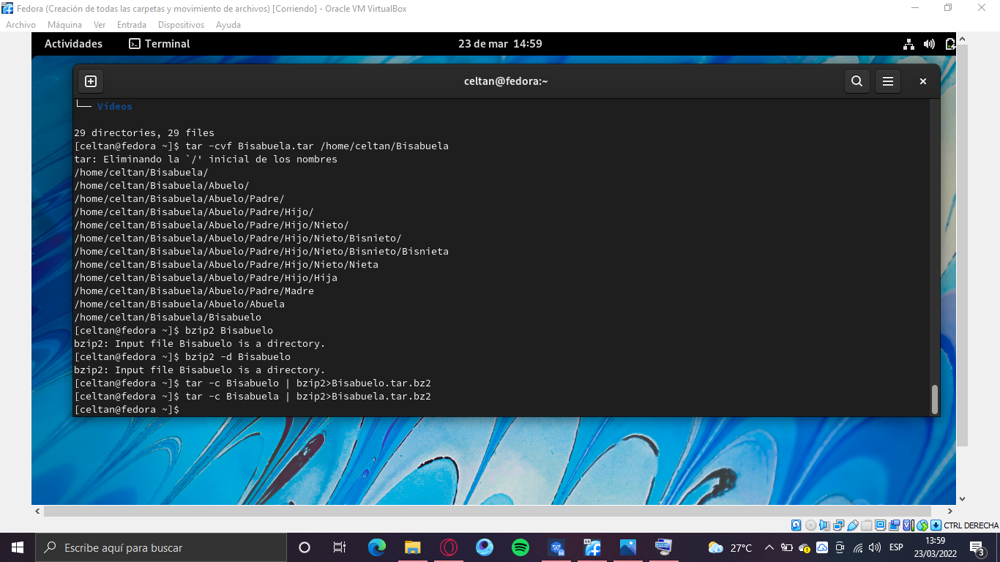 Fedora (Creación de todas las carpetas y movimiento de archivos) [Corriendo] - Oracle VM VirtualBox
Archivo Máquina Ver Entrada Dispositivos Ayuda
Actividades Terminal 23 de mar 14:59
celtan@fedora:~
└── Vídeos
29 directories, 29 files
[celtan@fedora ~]$ tar -cvf Bisabuela.tar /home/celtan/Bisabuela
tar: Eliminando la `/' inicial de los nombres
/home/celtan/Bisabuela/
/home/celtan/Bisabuela/Abuelo/
/home/celtan/Bisabuela/Abuelo/Padre/
/home/celtan/Bisabuela/Abuelo/Padre/Hijo/
/home/celtan/Bisabuela/Abuelo/Padre/Hijo/Nieto/
/home/celtan/Bisabuela/Abuelo/Padre/Hijo/Nieto/Bisnieto/
/home/celtan/Bisabuela/Abuelo/Padre/Hijo/Nieto/Bisnieto/Bisnieta
/home/celtan/Bisabuela/Abuelo/Padre/Hijo/Nieto/Nieta
/home/celtan/Bisabuela/Abuelo/Padre/Hijo/Hija
/home/celtan/Bisabuela/Abuelo/Padre/Madre
/home/celtan/Bisabuela/Abuelo/Abuela
/home/celtan/Bisabuela/Bisabuelo
[celtan@fedora ~]$ bzip2 Bisabuelo
bzip2: Input file Bisabuelo is a directory.
[celtan@fedora ~]$ bzip2 -d Bisabuelo
bzip2: Input file Bisabuelo is a directory.
[celtan@fedora ~]$ tar -c Bisabuelo | bzip2>Bisabuelo.tar.bz2
[celtan@fedora ~]$ tar -c Bisabuela | bzip2>Bisabuela.tar.bz2
[celtan@fedora ~]$
CTRL DERECHA
Escribe aquí para buscar
27°C
ESP
13:59
23/03/2022
3